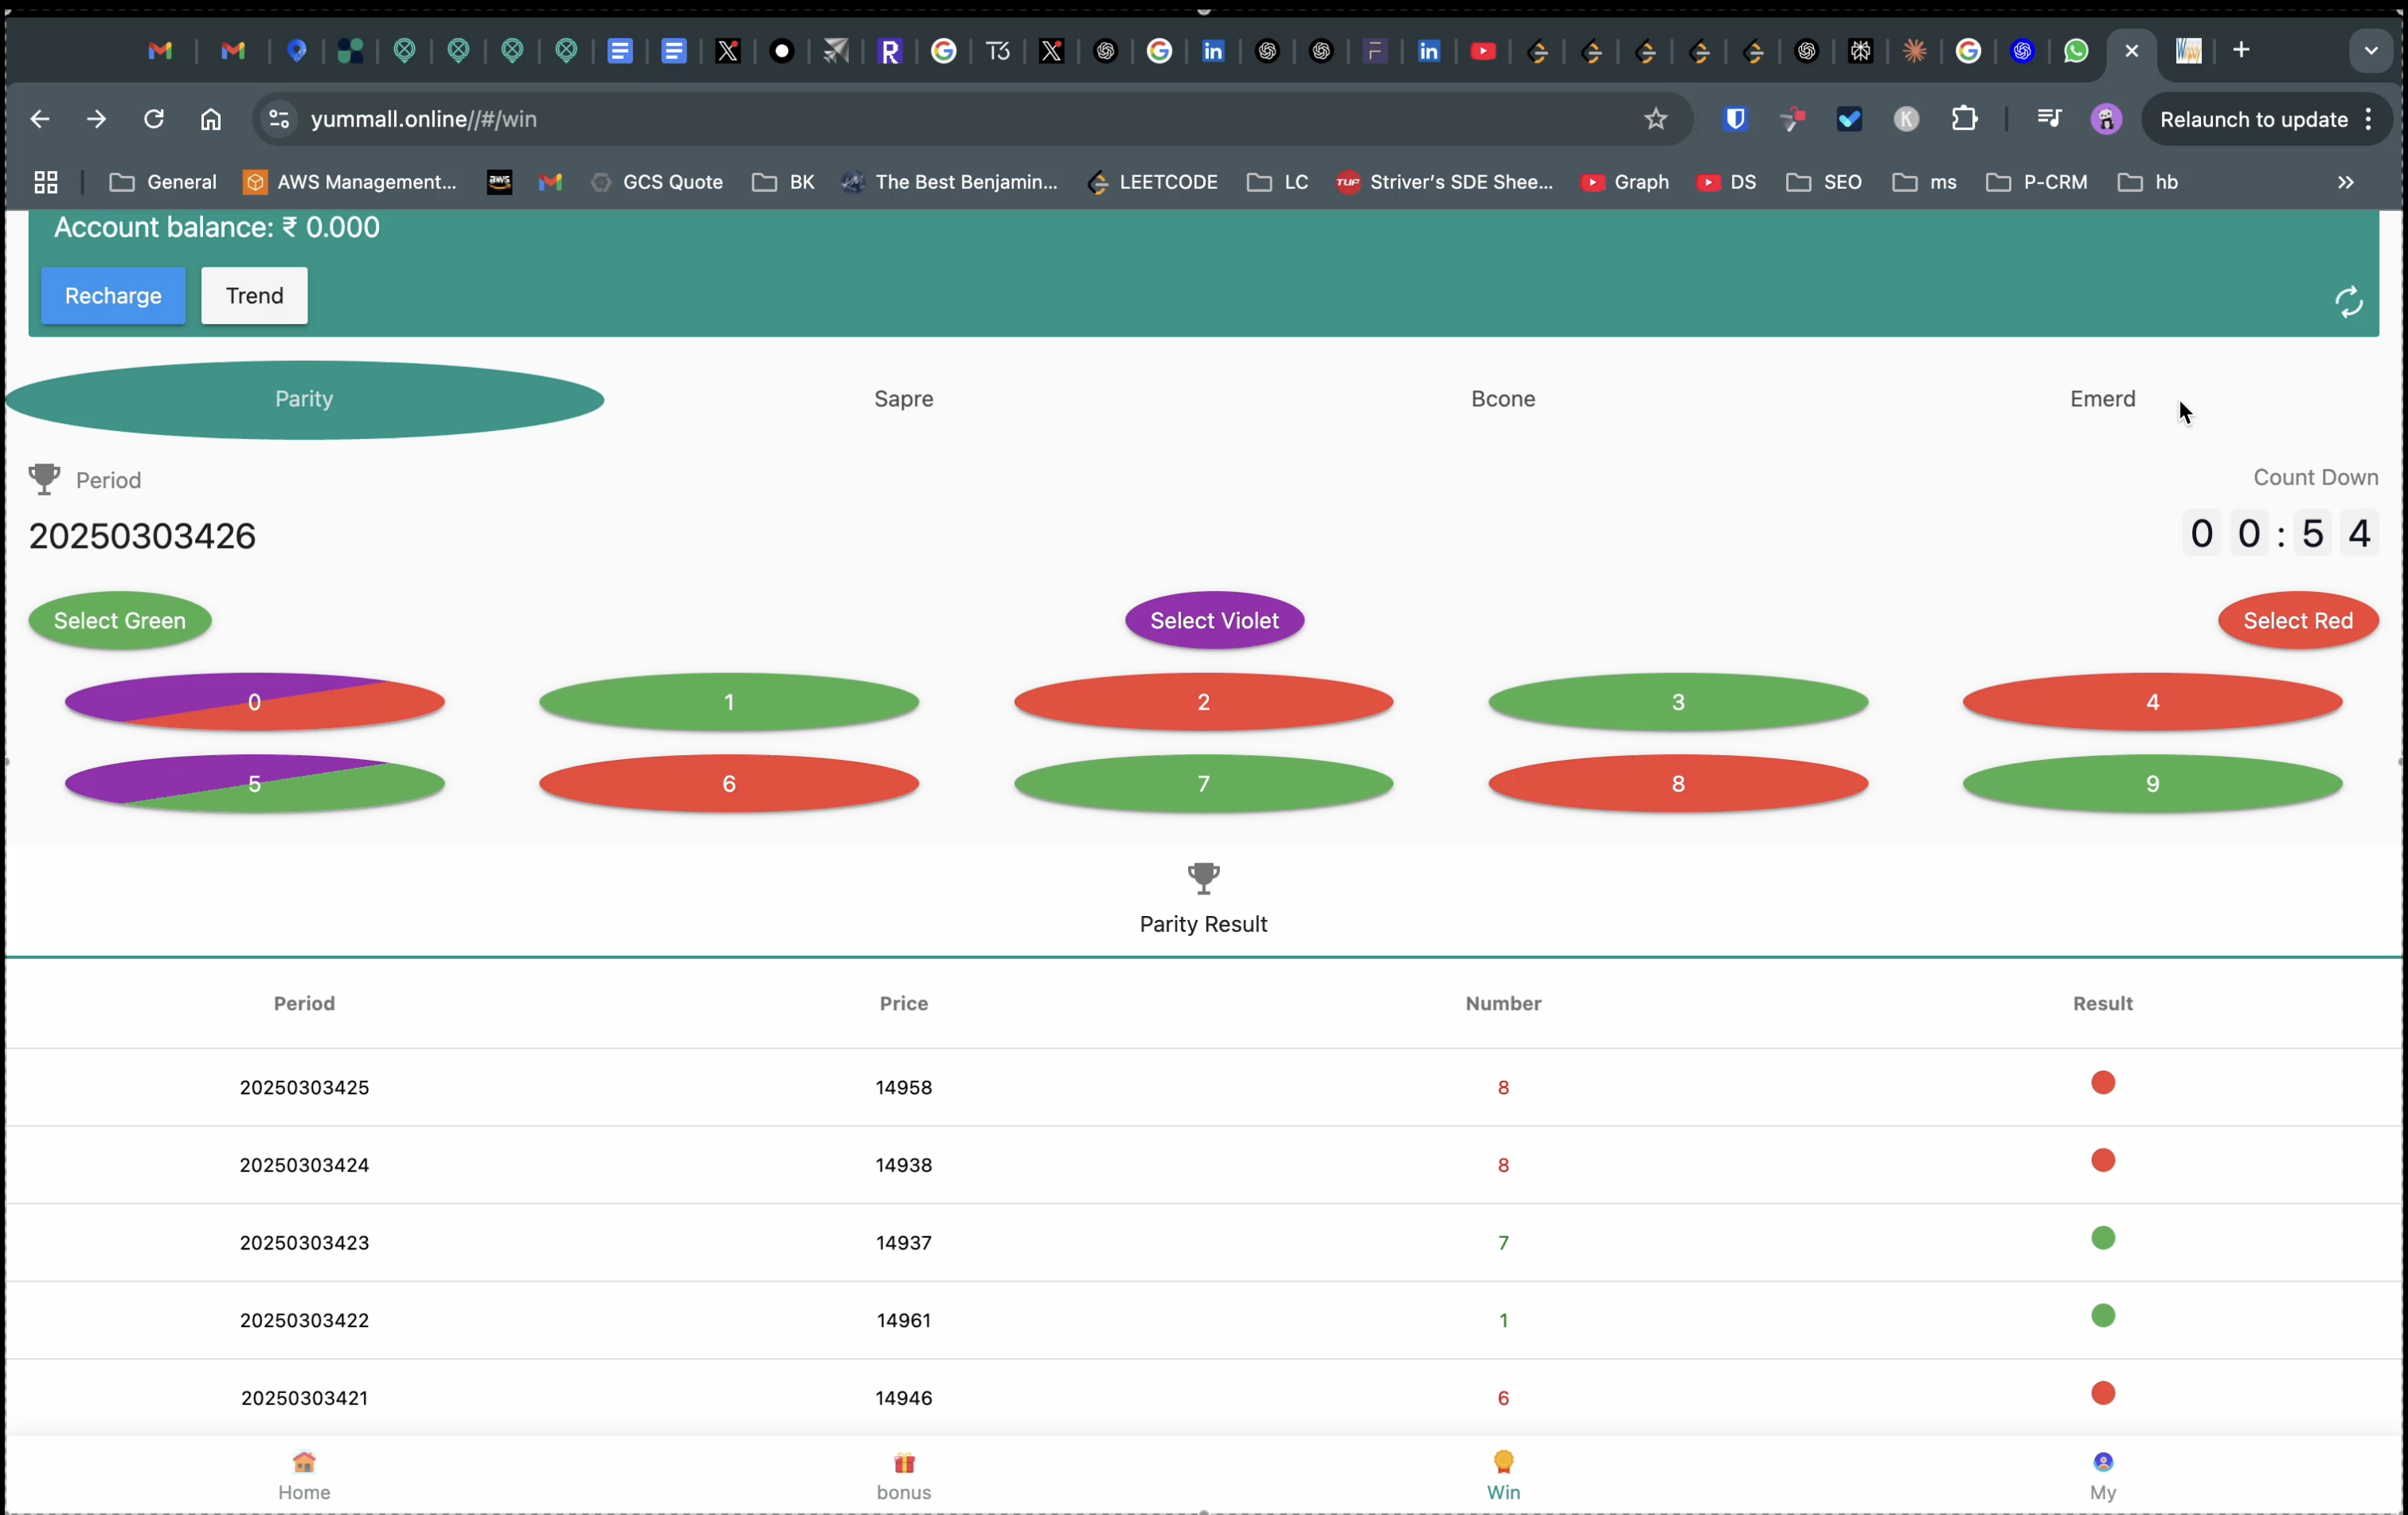 yummall.online//#/win
Relaunch to update
General
AWS Management...
aws
GCS Quote
BK
The Best Benjamin...
LEETCODE
LC
TUF
Striver's SDE Shee...
Graph
DS
SEO
ms
P-CRM
hb
Account balance: ₹ 0.000
Recharge
Trend
Parity
Sapre
Bcone
Emerd
Period
Count Down
20250303426
00:54
Select Green
Select Violet
Select Red
0 1 2 3 4
5 6 7 8 9
Parity Result
Period Price Number Result
20250303425 14958 8
20250303424 14938 8
20250303423 14937 7
20250303422 14961 1
20250303421 14946 6
Home
bonus
Win
My